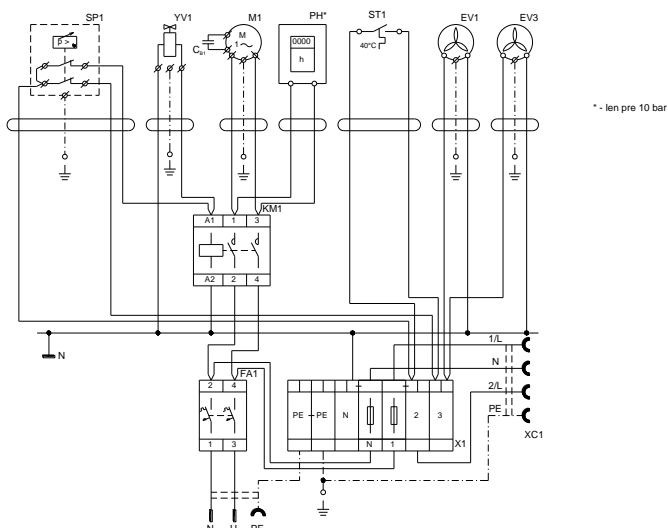 SP1 YV1 M1 PH* ST1 EV1 EV3
p >
M
1
0000
h
40°C
* - len pre 10 bar
KM1
A1 1 3
A2 2 4
1/L
N
N
2/L
PE
XC1
2 4 FA1
PE PE N 2 3
1 3
N 1 X1
N U PE